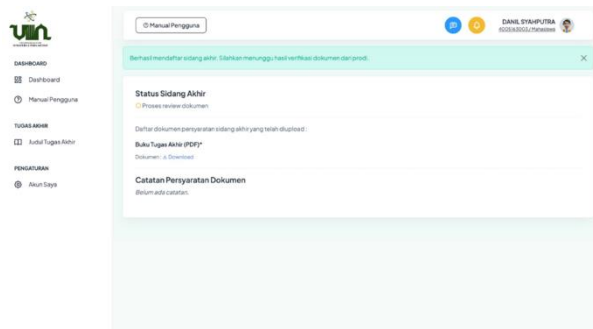 UIN
Manual Pengguna
DANIL SYAHPUTRA
DASHBOARD
Dashboard
Manual Pengguna
TUGAS AKHIR
Judul Tugas Akhir
PENGATURAN
Akun Saya
Berhasil mendaftar sidang akhir. Silahkan menunggu hasil verifikasi dokumen dari prodi.
Status Sidang Akhir
Proses review dokumen
Daftar dokumen persyaratan sidang akhir yang telah diupload :
Buku Tugas Akhir (PDF)*
Dokumen : Download
Catatan Persyaratan Dokumen
Belum ada catatan.